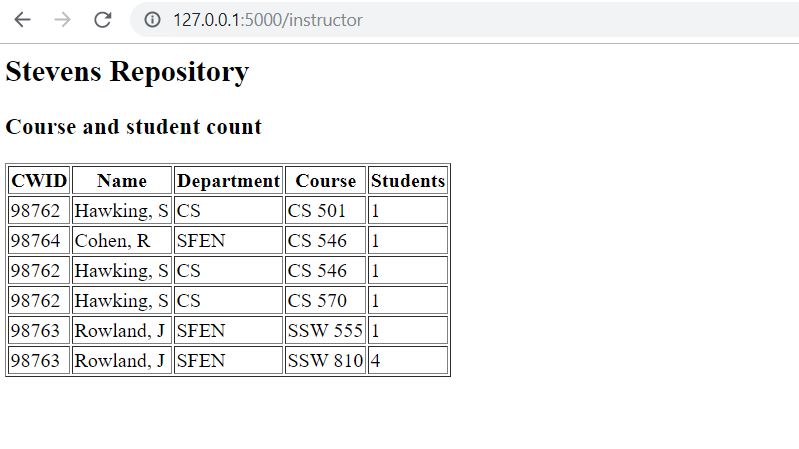 127.0.0.1:5000/instructor
Stevens Repository
Course and student count
CWID Name Department Course Students
98762 Hawking, S CS CS 501 1
98764 Cohen, R SFEN CS 546 1
98762 Hawking, S CS CS 546 1
98762 Hawking, S CS CS 570 1
98763 Rowland, J SFEN SSW 555 1
98763 Rowland, J SFEN SSW 810 4